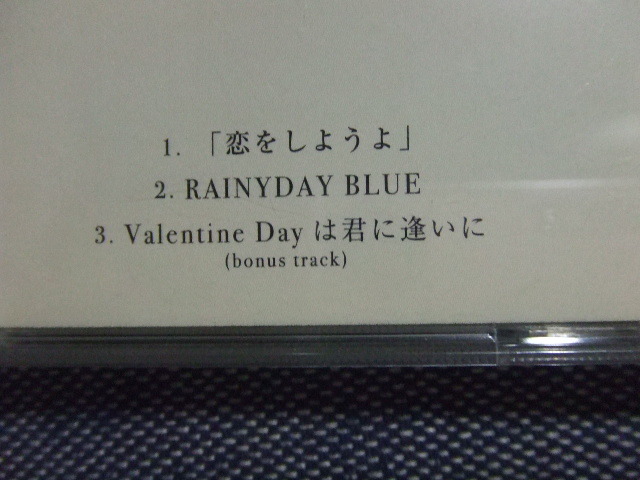 1. 「恋をしようよ」
2. RAINYDAY BLUE
3. Valentine Day は君に逢いに
(bonus track)